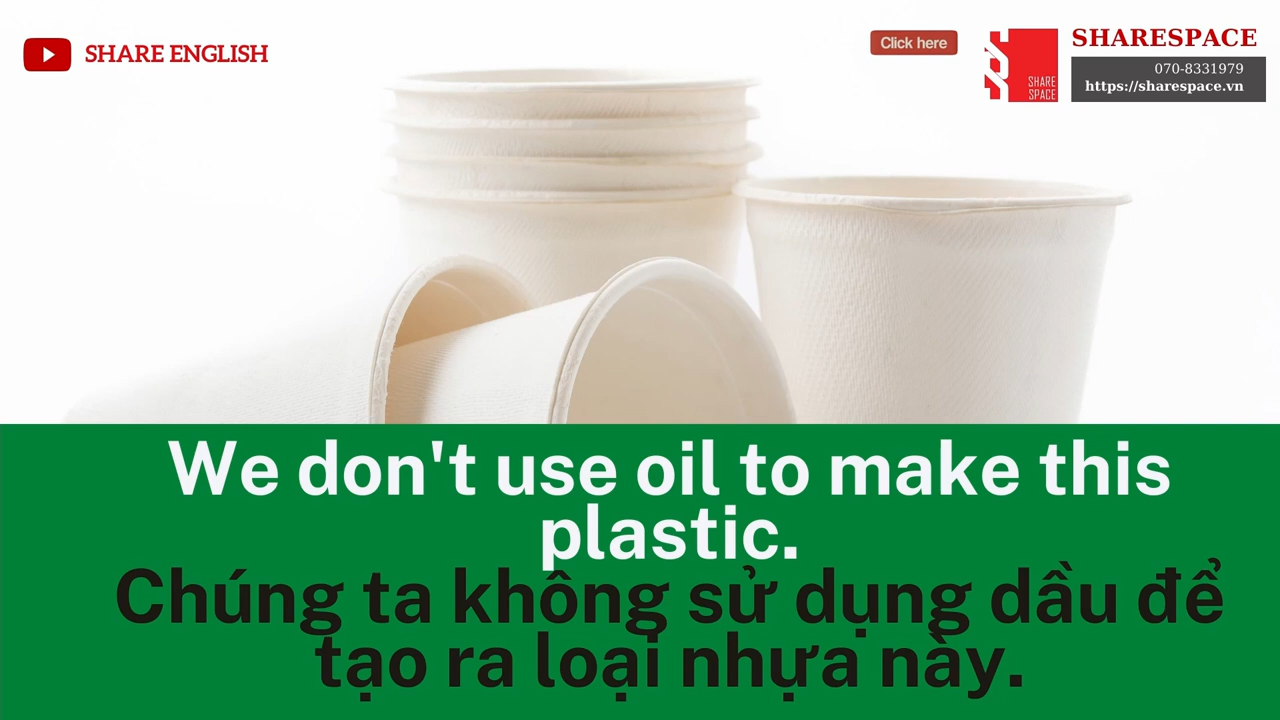 SHARE ENGLISH
Click here
SHARE
SPACE
SHARESPACE
070-8331979
https://sharespace.vn
We don't use oil to make this
plastic.
Chúng ta không sử dụng dầu để
tạo ra loại nhựa này.